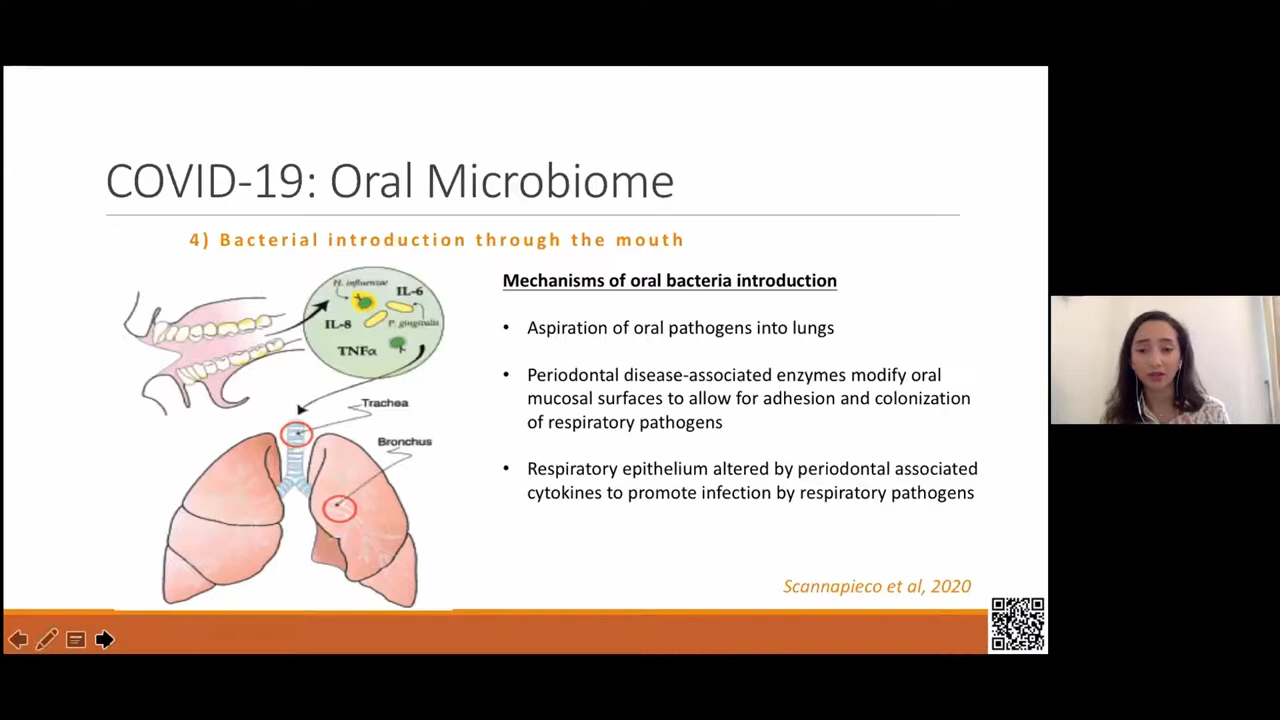 COVID-19: Oral Microbiome
4) Bacterial introduction through the mouth
H. influenzae
IL-6
IL-8
P. gingivalis
TNFα
Trachea
Bronchus
Mechanisms of oral bacteria introduction
• Aspiration of oral pathogens into lungs
• Periodontal disease-associated enzymes modify oral
mucosal surfaces to allow for adhesion and colonization
of respiratory pathogens
• Respiratory epithelium altered by periodontal associated
cytokines to promote infection by respiratory pathogens
Scannapieco et al, 2020